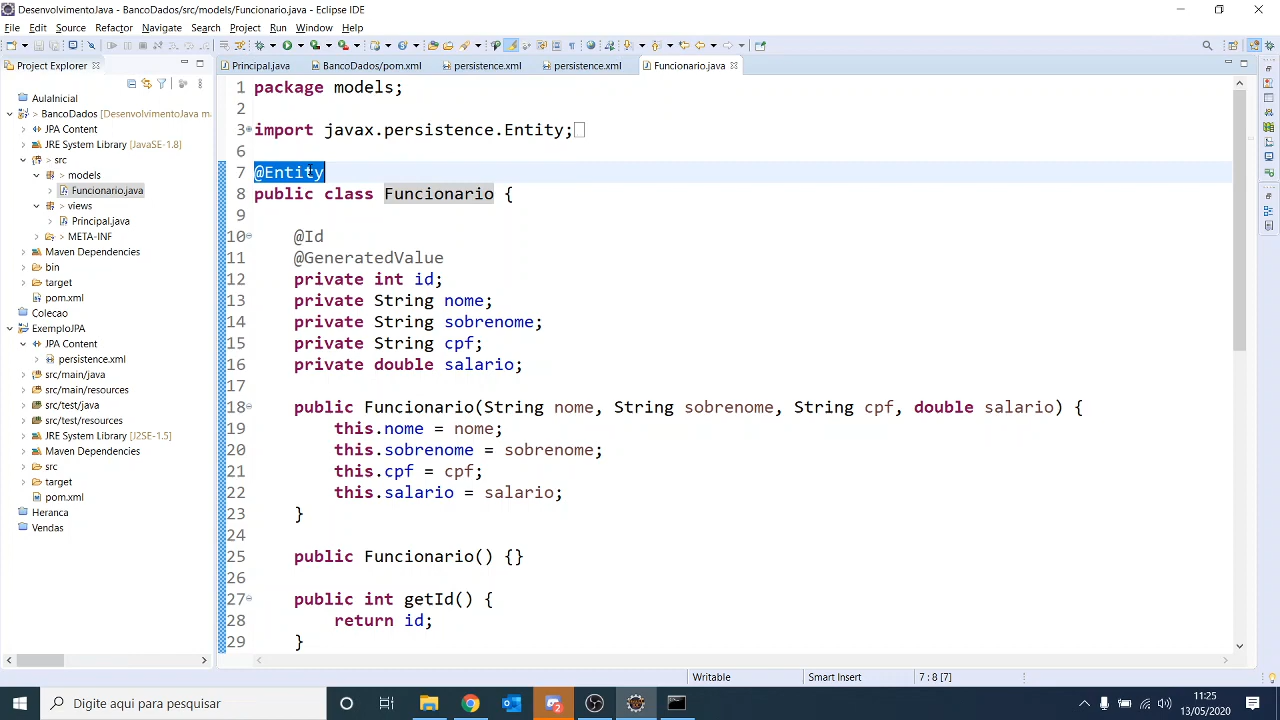 DesenvolvimentoJava - BancoDados/src/models/Funcionario.java - Eclipse IDE
File Edit Source Refactor Navigate Search Project Run Window Help
Project Explorer
Principal.java BancoDados/pom.xml persistence.xml persistence.xml Funcionario.java
AulaInicial
> BancoDados [DesenvolvimentoJava m
JPA Content
JRE System Library [JavaSE-1.8]
> src
> models
> Funcionario.java
> views
> Principal.java
> META-INF
Maven Dependencies
bin
target
pom.xml
Colecao
ExemploJPA
JPA Content
persistence.xml
src/main/java
src/main/resources
src/test/java
src/test/resources
JRE System Library [J2SE-1.5]
Maven Dependencies
src
target
pom.xml
Heranca
Vendas
1 package models;
2
3 import javax.persistence.Entity;
6
7 @Entity
8 public class Funcionario {
9
10 @Id
11 @GeneratedValue
12 private int id;
13 private String nome;
14 private String sobrenome;
15 private String cpf;
16 private double salario;
17
18 public Funcionario(String nome, String sobrenome, String cpf, double salario) {
19 this.nome = nome;
20 this.sobrenome = sobrenome;
21 this.cpf = cpf;
22 this.salario = salario;
23 }
24
25 public Funcionario() {}
26
27 public int getId() {
28 return id;
29 }
Writable Smart Insert 7 : 8 [7]
Digite aqui para pesquisar
11:25
13/05/2020